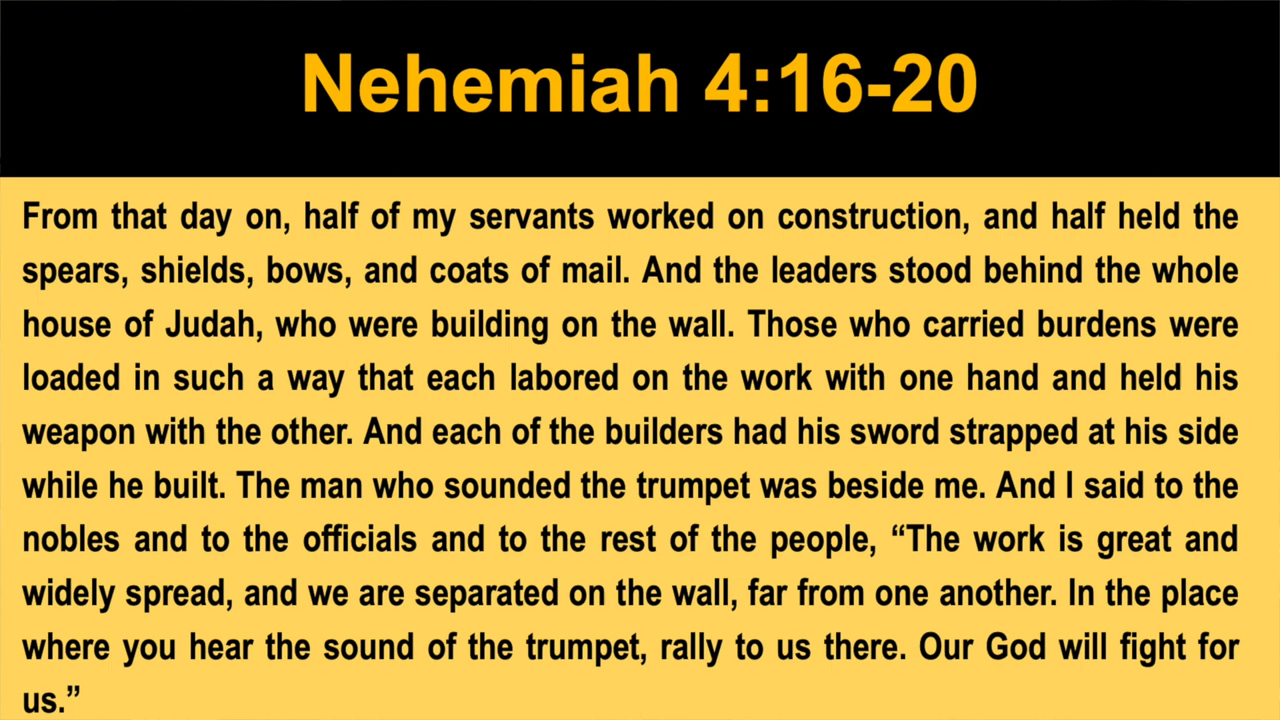 Nehemiah 4:16-20
From that day on, half of my servants worked on construction, and half held the
spears, shields, bows, and coats of mail. And the leaders stood behind the whole
house of Judah, who were building on the wall. Those who carried burdens were
loaded in such a way that each labored on the work with one hand and held his
weapon with the other. And each of the builders had his sword strapped at his side
while he built. The man who sounded the trumpet was beside me. And I said to the
nobles and to the officials and to the rest of the people, “The work is great and
widely spread, and we are separated on the wall, far from one another. In the place
where you hear the sound of the trumpet, rally to us there. Our God will fight for
us.”